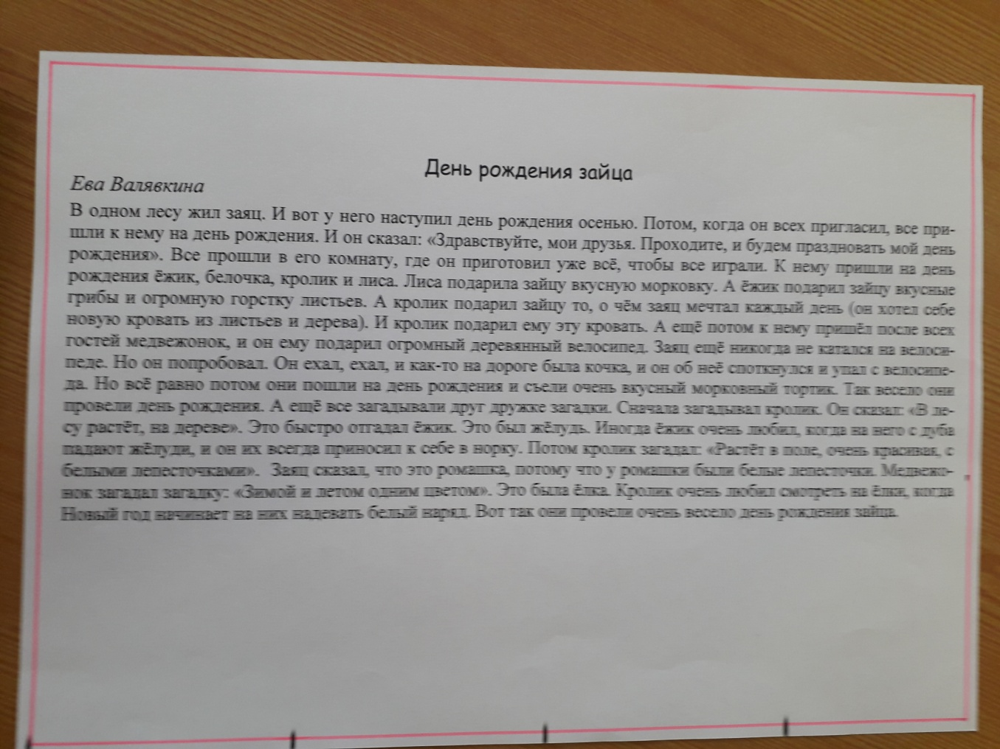 День рождения зайца
Ева Валявкина
В одном лесу жил заяц. И вот у него наступил день рождения осенью. Потом, когда он всех пригласил, все при-
шли к нему на день рождения. И он сказал: «Здравствуйте, мои друзья. Проходите, и будем праздновать мой день
рождения». Все прошли в его комнату, где он приготовил уже всё, чтобы все играли. К нему пришли на день
рождения ёжик, белочка, кролик и лиса. Лиса подарила зайцу вкусную морковку. А ёжик подарил зайцу вкусные
грибы и огромную горстку листьев. А кролик подарил зайцу то, о чём заяц мечтал каждый день (он хотел себе
новую кровать из листьев и дерева). И кролик подарил ему эту кровать. А ещё потом к нему пришёл после всех
гостей медвежонок, и он ему подарил огромный деревянный велосипед. Заяц ещё никогда не катался на велоси-
педе. Но он попробовал. Он ехал, ехал, и как-то на дороге была кочка, и он об неё споткнулся и упал с велосипе-
да. Но всё равно потом они пошли на день рождения и съели очень вкусный морковный тортик. Так весело они
провели день рождения. А ещё все загадывали друг дружке загадки. Сначала загадывал кролик. Он сказал: «В ле-
су растёт, на дереве». Это быстро отгадал ёжик. Это был жёлудь. Иногда ёжик очень любил, когда на него с дуба
падают жёлуди, и он их всегда приносил к себе в норку. Потом кролик загадал: «Растёт в поле, очень красивая, с
белыми лепесточками». Заяц сказал, что это ромашка, потому что у ромашки были белые лепесточки. Медвежо-
нок загадал загадку: «Зимой и летом одним цветом». Это была ёлка. Кролик очень любил смотреть на ёлки, когда
Новый год начинает на них надевать белый наряд. Вот так они провели очень весело день рождения зайца.